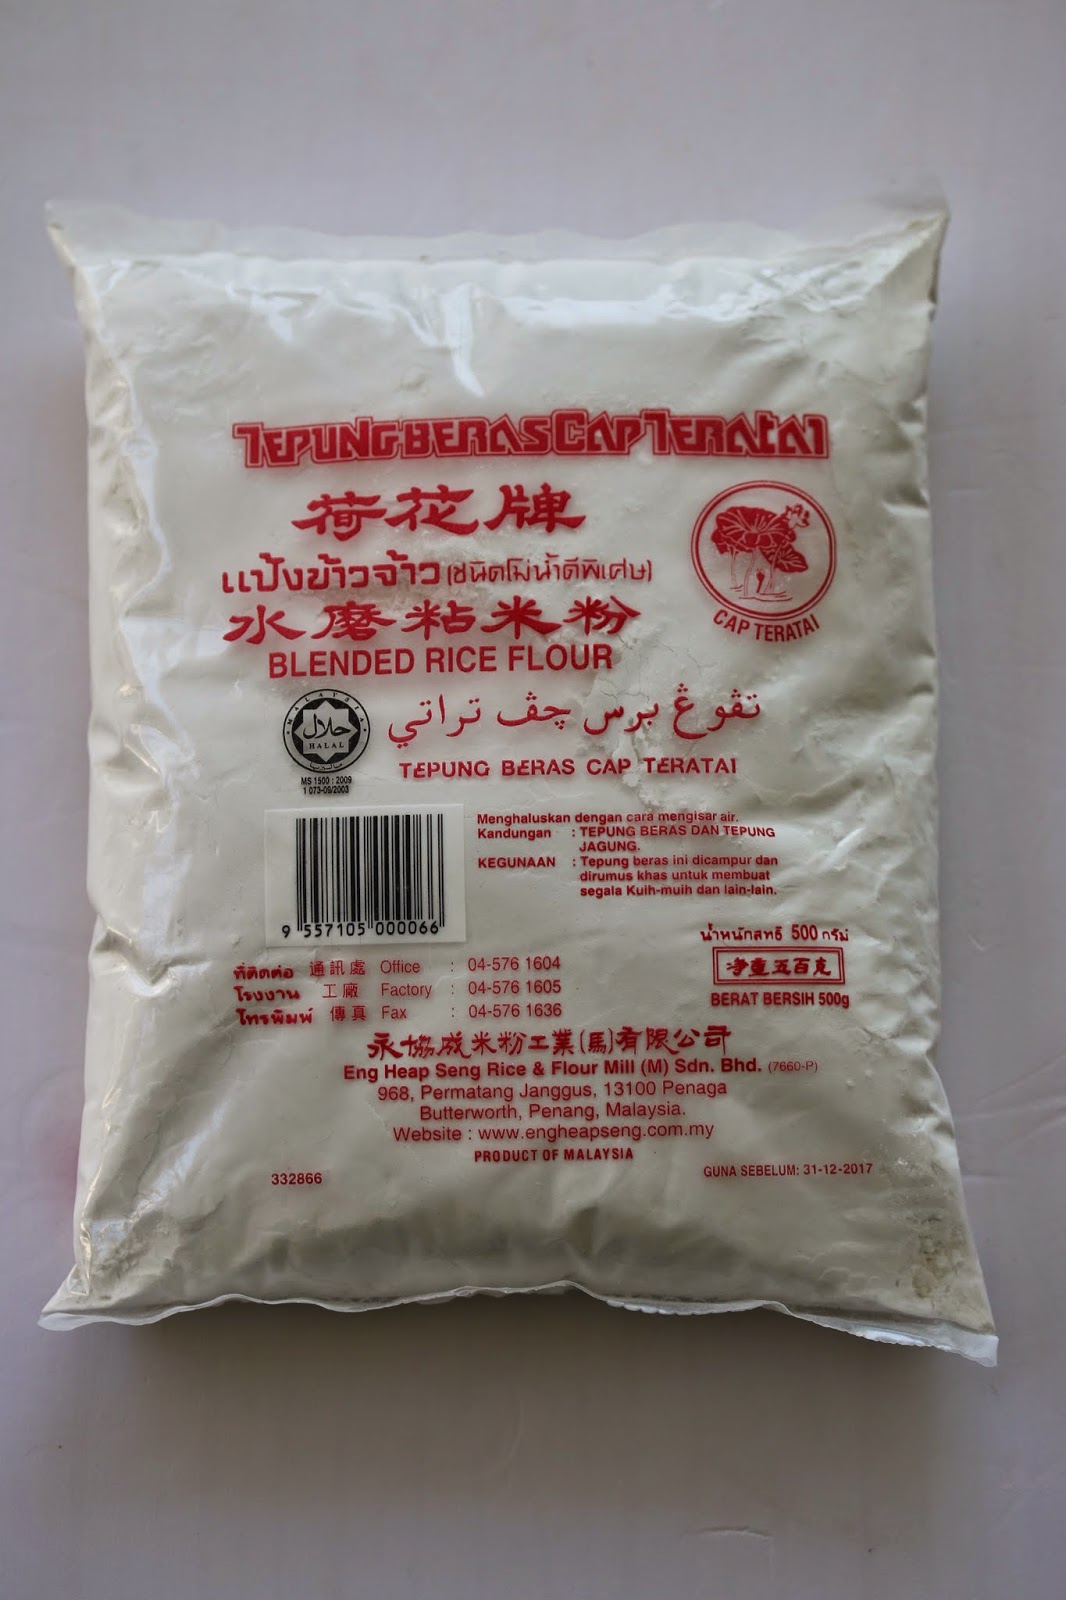 TEPUNG BERAS CAP TERATAI
荷花牌
แป้งข้าวจ้าว (ชนิดโม่น้ำดีพิเศษ)
水磨粘米粉
BLENDED RICE FLOUR
CAP TERATAI
MALAYSIA
حلال
HALAL
ماليزيا
MS 1500 : 2009
1 073-09/2003
تڤوڠ برس چڤ تراتي
TEPUNG BERAS CAP TERATAI
Menghaluskan dengan cara mengisar air.
Kandungan : TEPUNG BERAS DAN TEPUNG
JAGUNG.
KEGUNAAN : Tepung beras ini dicampur dan
dirumus khas untuk membuat
segala Kuih-muih dan lain-lain.
9 557105 000066
น้ำหนักสุทธิ 500 กรัม
净重五百克
BERAT BERSIH 500g
ที่ติดต่อ 通訊處 Office : 04-576 1604
โรงงาน 工廠 Factory : 04-576 1605
โทรพิมพ์ 傳真 Fax : 04-576 1636
永協成米粉工業(馬)有限公司
Eng Heap Seng Rice & Flour Mill (M) Sdn. Bhd. (7660-P)
968, Permatang Janggus, 13100 Penaga
Butterworth, Penang, Malaysia.
Website : www.engheapseng.com.my
PRODUCT OF MALAYSIA
332866
GUNA SEBELUM: 31-12-2017